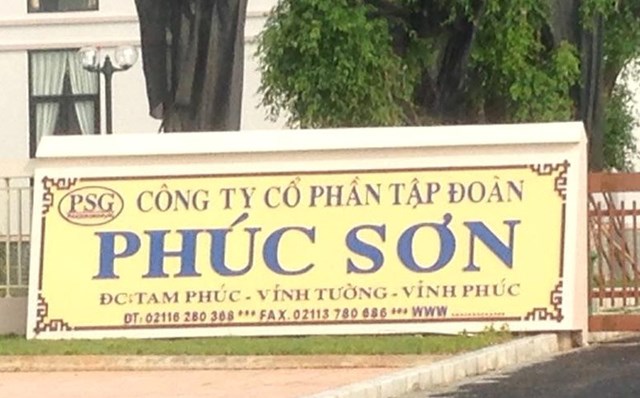 PSG CÔNG TY CỔ PHẦN TẬP ĐOÀN
PHÚC SƠN
ĐC: TAM PHÚC - VĨNH TƯỜNG - VĨNH PHÚC
ĐT: 02116 280 368 *** FAX. 02113 780 686 *** WWW